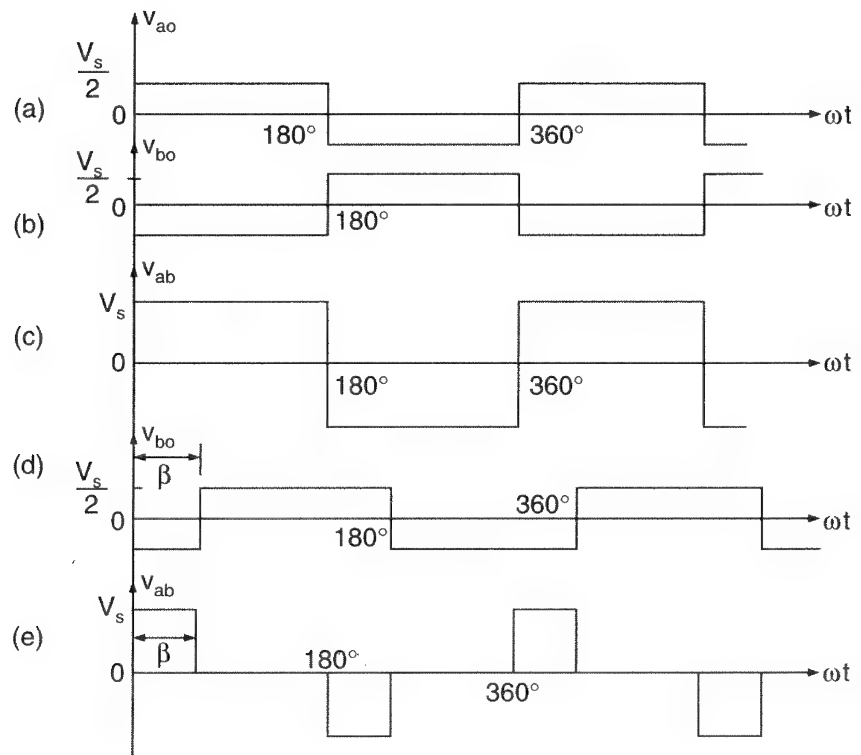 v_ao
V_s/2
(a)
0
180°
360°
ωt
v_bo
V_s/2
(b)
0
180°
ωt
v_ab
V_s
(c)
0
180°
360°
ωt
v_bo
(d)
β
V_s/2
0
180°
360°
ωt
v_ab
V_s
(e)
β
0
180°
360°
ωt